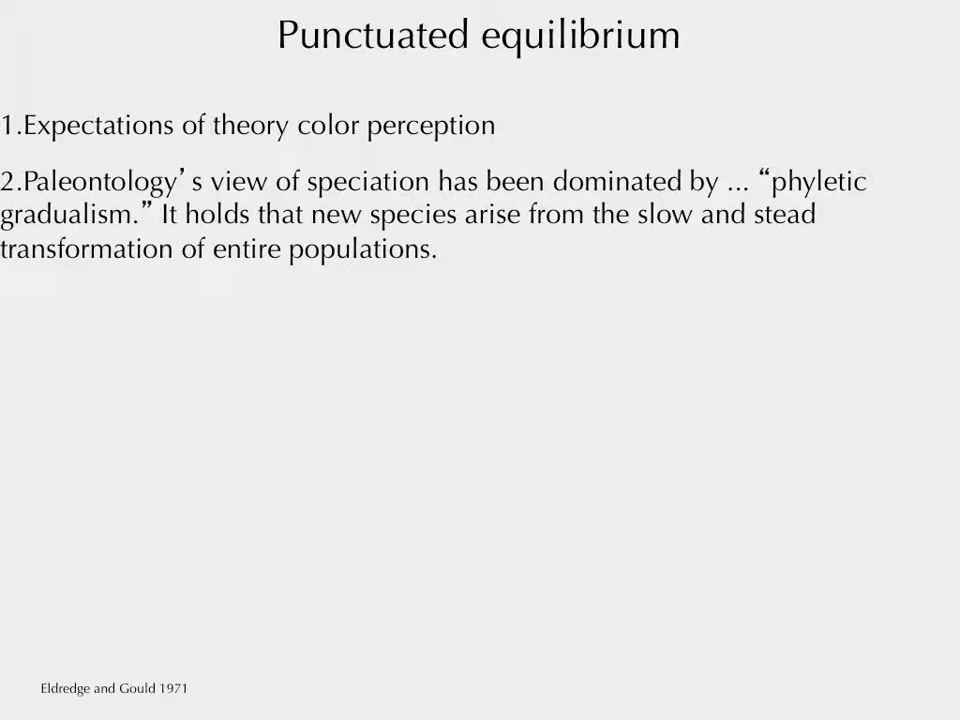 Punctuated equilibrium
1.Expectations of theory color perception
2.Paleontology’s view of speciation has been dominated by ... “phyletic
gradualism.” It holds that new species arise from the slow and stead
transformation of entire populations.
Eldredge and Gould 1971